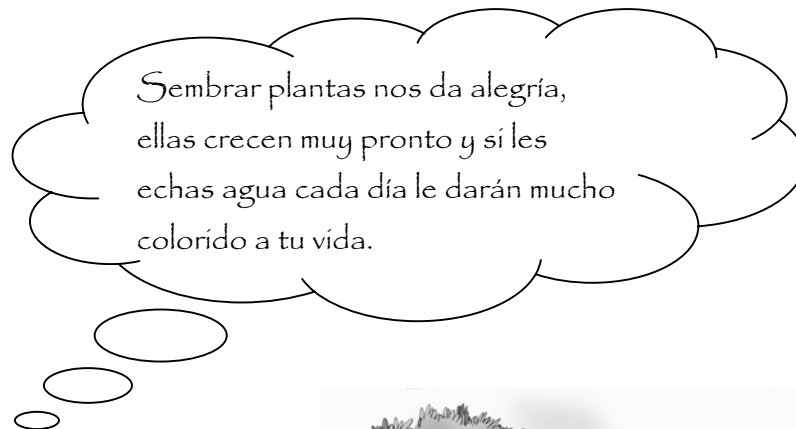 Sembrar plantas nos da alegría,
ellas crecen muy pronto y si les
echas agua cada día le darán mucho
colorido a tu vida.